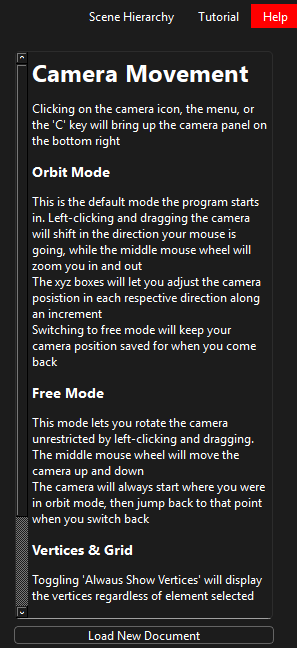 Scene Hierarchy Tutorial Help
Camera Movement
Clicking on the camera icon, the menu, or
the 'C' key will bring up the camera panel on
the bottom right
Orbit Mode
This is the default mode the program starts
in. Left-clicking and dragging the camera
will shift in the direction your mouse is
going, while the middle mouse wheel will
zoom you in and out
The xyz boxes will let you adjust the camera
posistion in each respective direction along
an increment
Switching to free mode will keep your
camera position saved for when you come
back
Free Mode
This mode lets you rotate the camera
unrestricted by left-clicking and dragging.
The middle mouse wheel will move the
camera up and down
The camera will always start where you were
in orbit mode, then jump back to that point
when you switch back
Vertices & Grid
Toggling 'Alwaus Show Vertices' will display
the vertices regardless of element selected
Load New Document